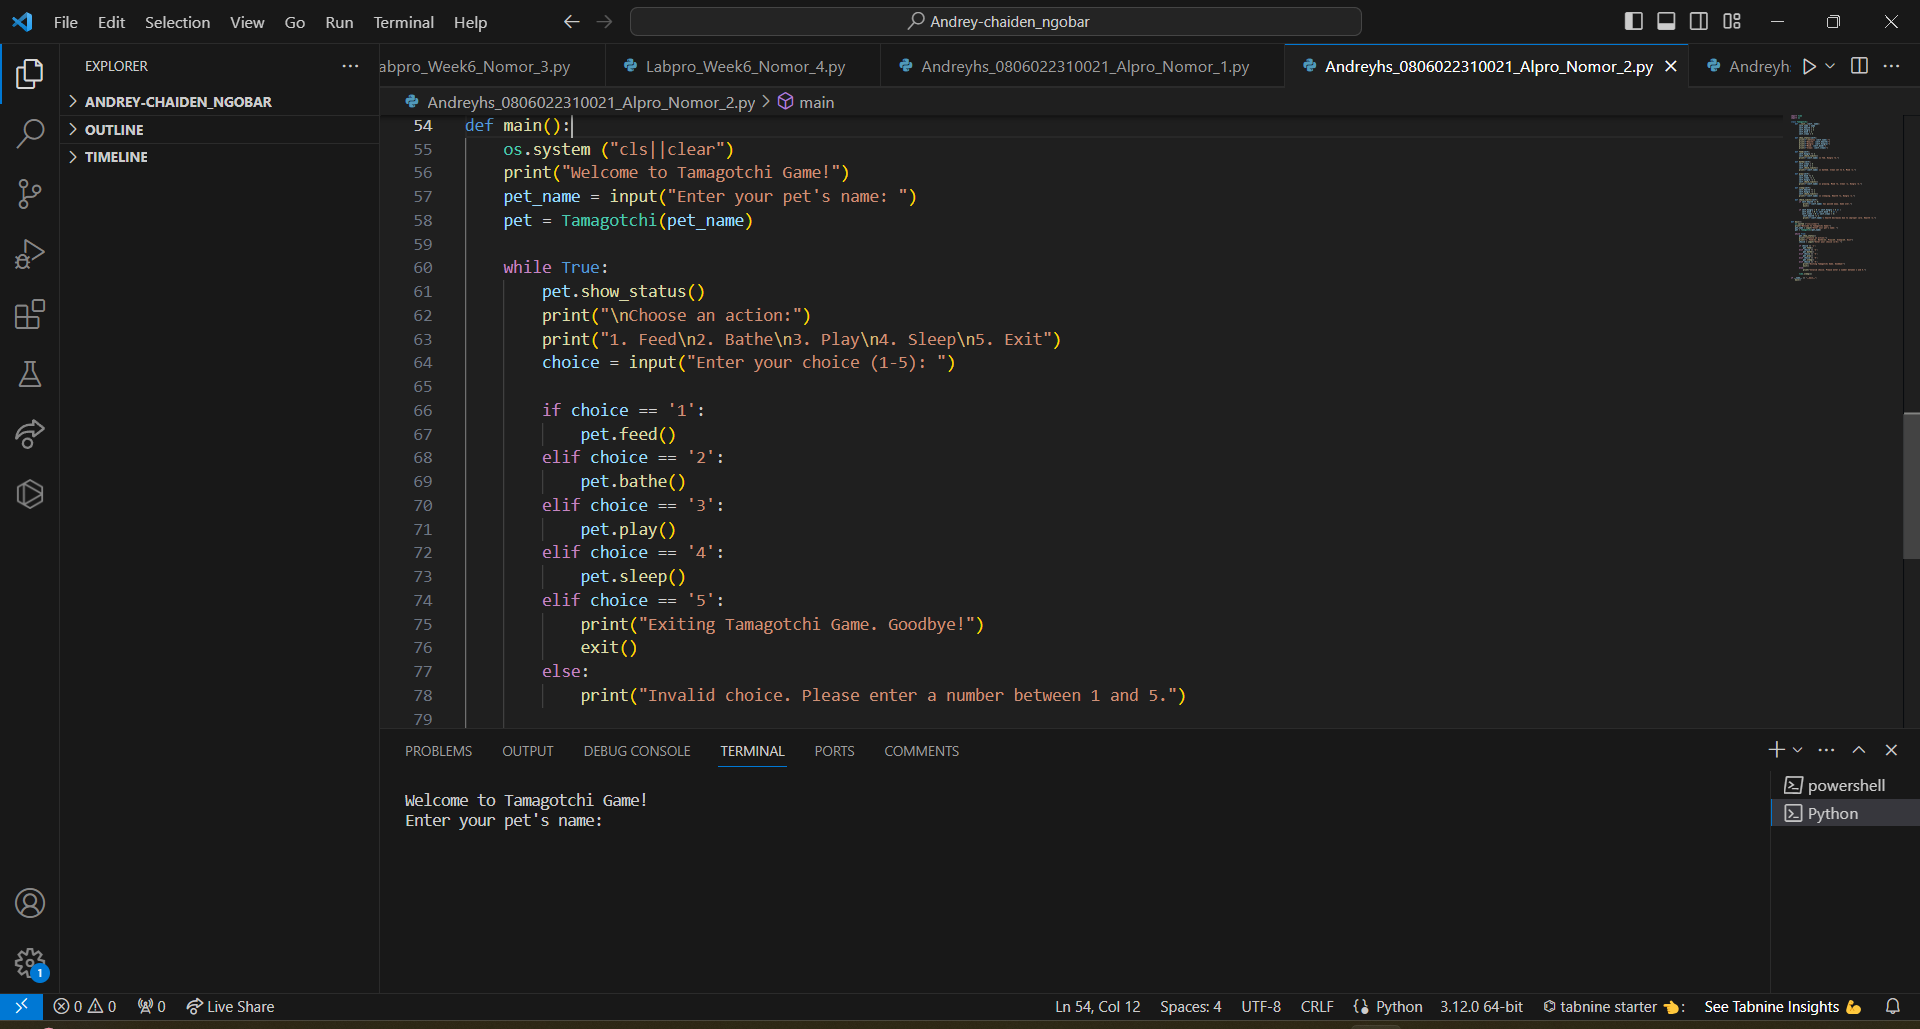 File Edit Selection View Go Run Terminal Help
Andrey-chaiden_ngobar
EXPLORER
ANDREY-CHAIDEN_NGOBAR
OUTLINE
TIMELINE
abpro_Week6_Nomor_3.py Labpro_Week6_Nomor_4.py Andreyhs_0806022310021_Alpro_Nomor_1.py Andreyhs_0806022310021_Alpro_Nomor_2.py Andreyh
Andreyhs_0806022310021_Alpro_Nomor_2.py > main
54 def main():
55 os.system ("cls||clear")
56 print("Welcome to Tamagotchi Game!")
57 pet_name = input("Enter your pet's name: ")
58 pet = Tamagotchi(pet_name)
59
60 while True:
61 pet.show_status()
62 print("\nChoose an action:")
63 print("1. Feed\n2. Bathe\n3. Play\n4. Sleep\n5. Exit")
64 choice = input("Enter your choice (1-5): ")
65
66 if choice == '1':
67 pet.feed()
68 elif choice == '2':
69 pet.bathe()
70 elif choice == '3':
71 pet.play()
72 elif choice == '4':
73 pet.sleep()
74 elif choice == '5':
75 print("Exiting Tamagotchi Game. Goodbye!")
76 exit()
77 else:
78 print("Invalid choice. Please enter a number between 1 and 5.")
79
PROBLEMS OUTPUT DEBUG CONSOLE TERMINAL PORTS COMMENTS
Welcome to Tamagotchi Game!
Enter your pet's name:
powershell
Python
1
0 0 0 Live Share Ln 54, Col 12 Spaces: 4 UTF-8 CRLF Python 3.12.0 64-bit tabnine starter 👈: See Tabnine Insights 💪